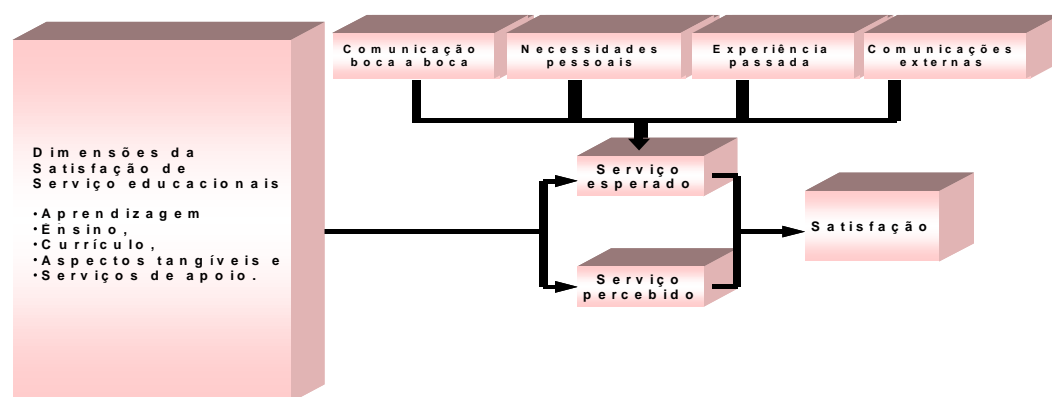 Comunicação
boca a boca
Necessidades
pessoais
Experiência
passada
Comunicações
externas
Dimensões da
Satisfação de
Serviço educacionais
•Aprendizagem
•Ensino,
•Currículo,
•Aspectos tangíveis e
•Serviços de apoio.
Serviço
esperado
Serviço
percebido
Satisfação